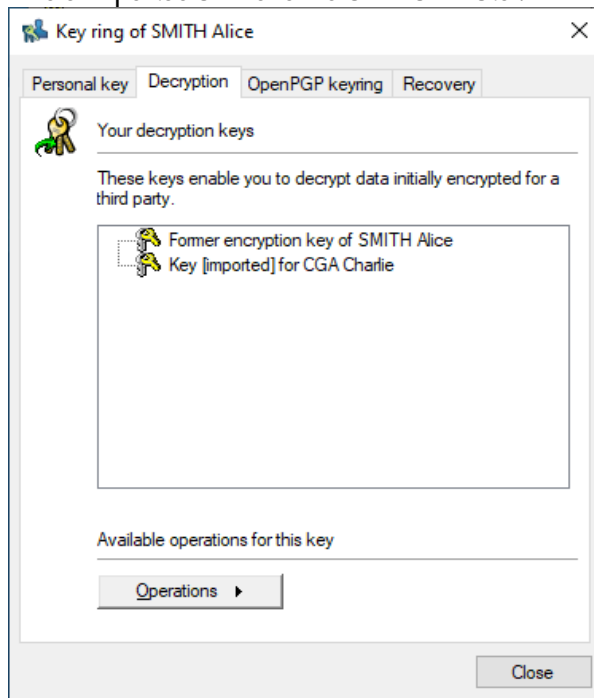 Key ring of SMITH Alice
Personal key Decryption OpenPGP keyring Recovery
Your decryption keys
These keys enable you to decrypt data initially encrypted for a
third party.
Former encryption key of SMITH Alice
Key [imported] for CGA Charlie
Available operations for this key
Operations
Close